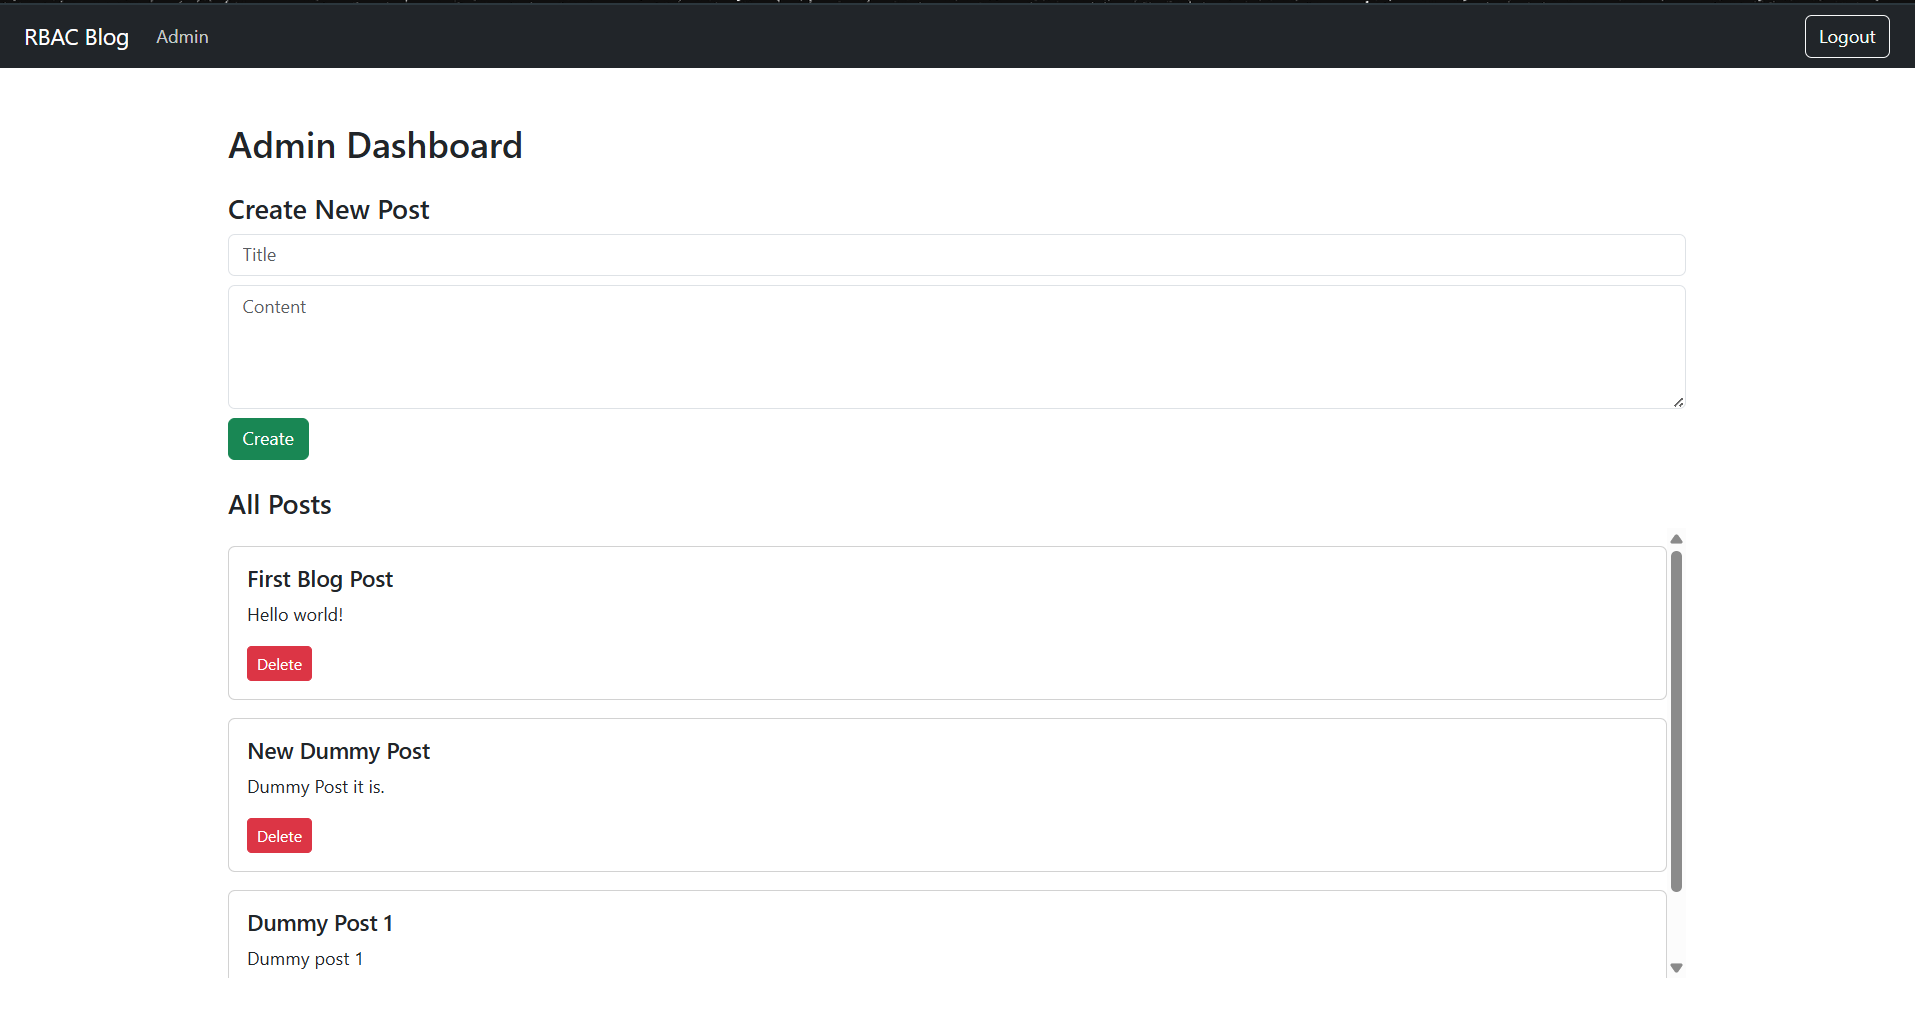 RBAC Blog Admin Logout
Admin Dashboard
Create New Post
Title
Content
Create
All Posts
First Blog Post
Hello world!
Delete
New Dummy Post
Dummy Post it is.
Delete
Dummy Post 1
Dummy post 1